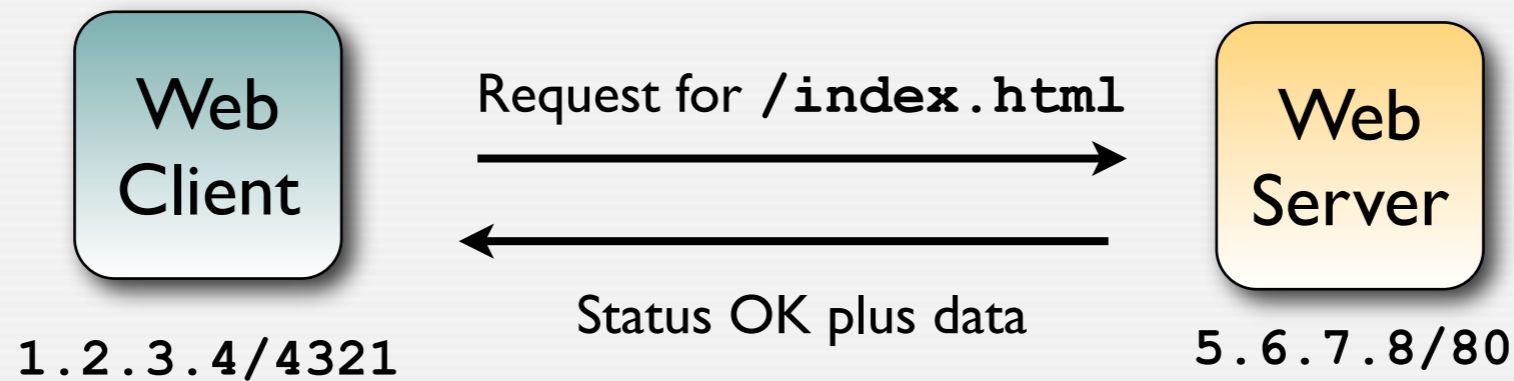 Web
Client
Request for /index.html
Web
Server
Status OK plus data
1.2.3.4/4321
5.6.7.8/80